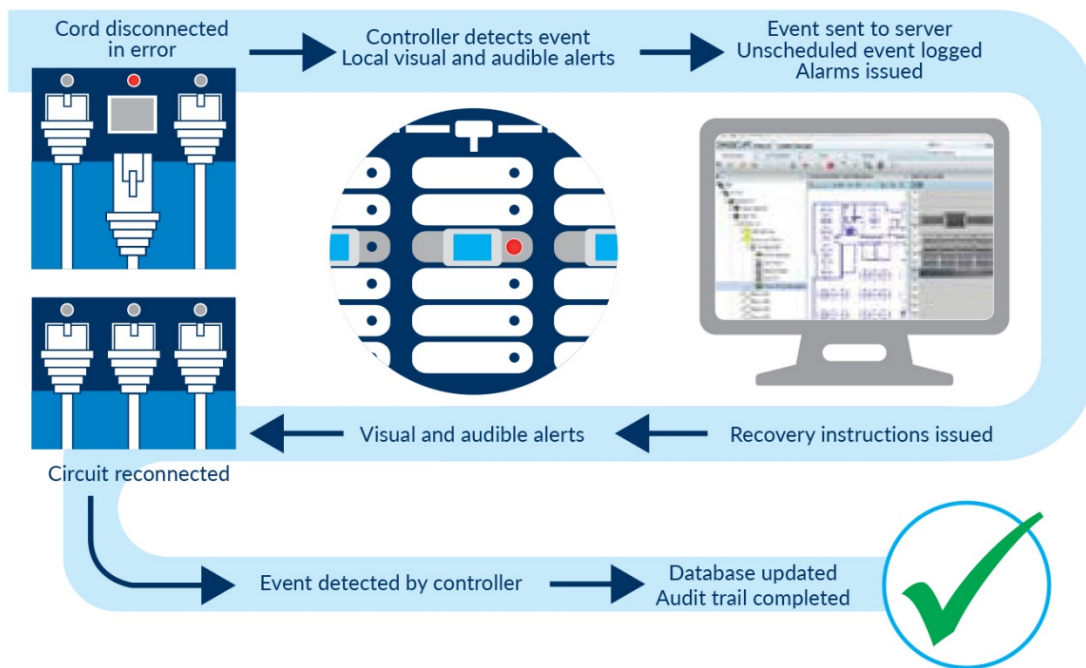 Cord disconnected
in error
Controller detects event
Local visual and audible alerts
Event sent to server
Unscheduled event logged
Alarms issued
Recovery instructions issued
Visual and audible alerts
Circuit reconnected
Event detected by controller
Database updated
Audit trail completed